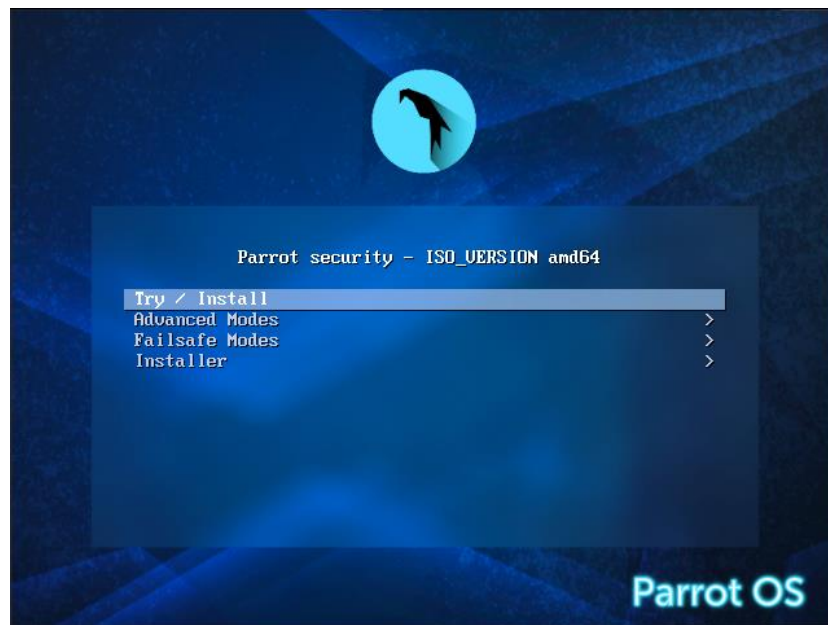 Parrot security - ISO_VERSION amd64
Try / Install
Advanced Modes >
Failsafe Modes >
Installer >
Parrot OS